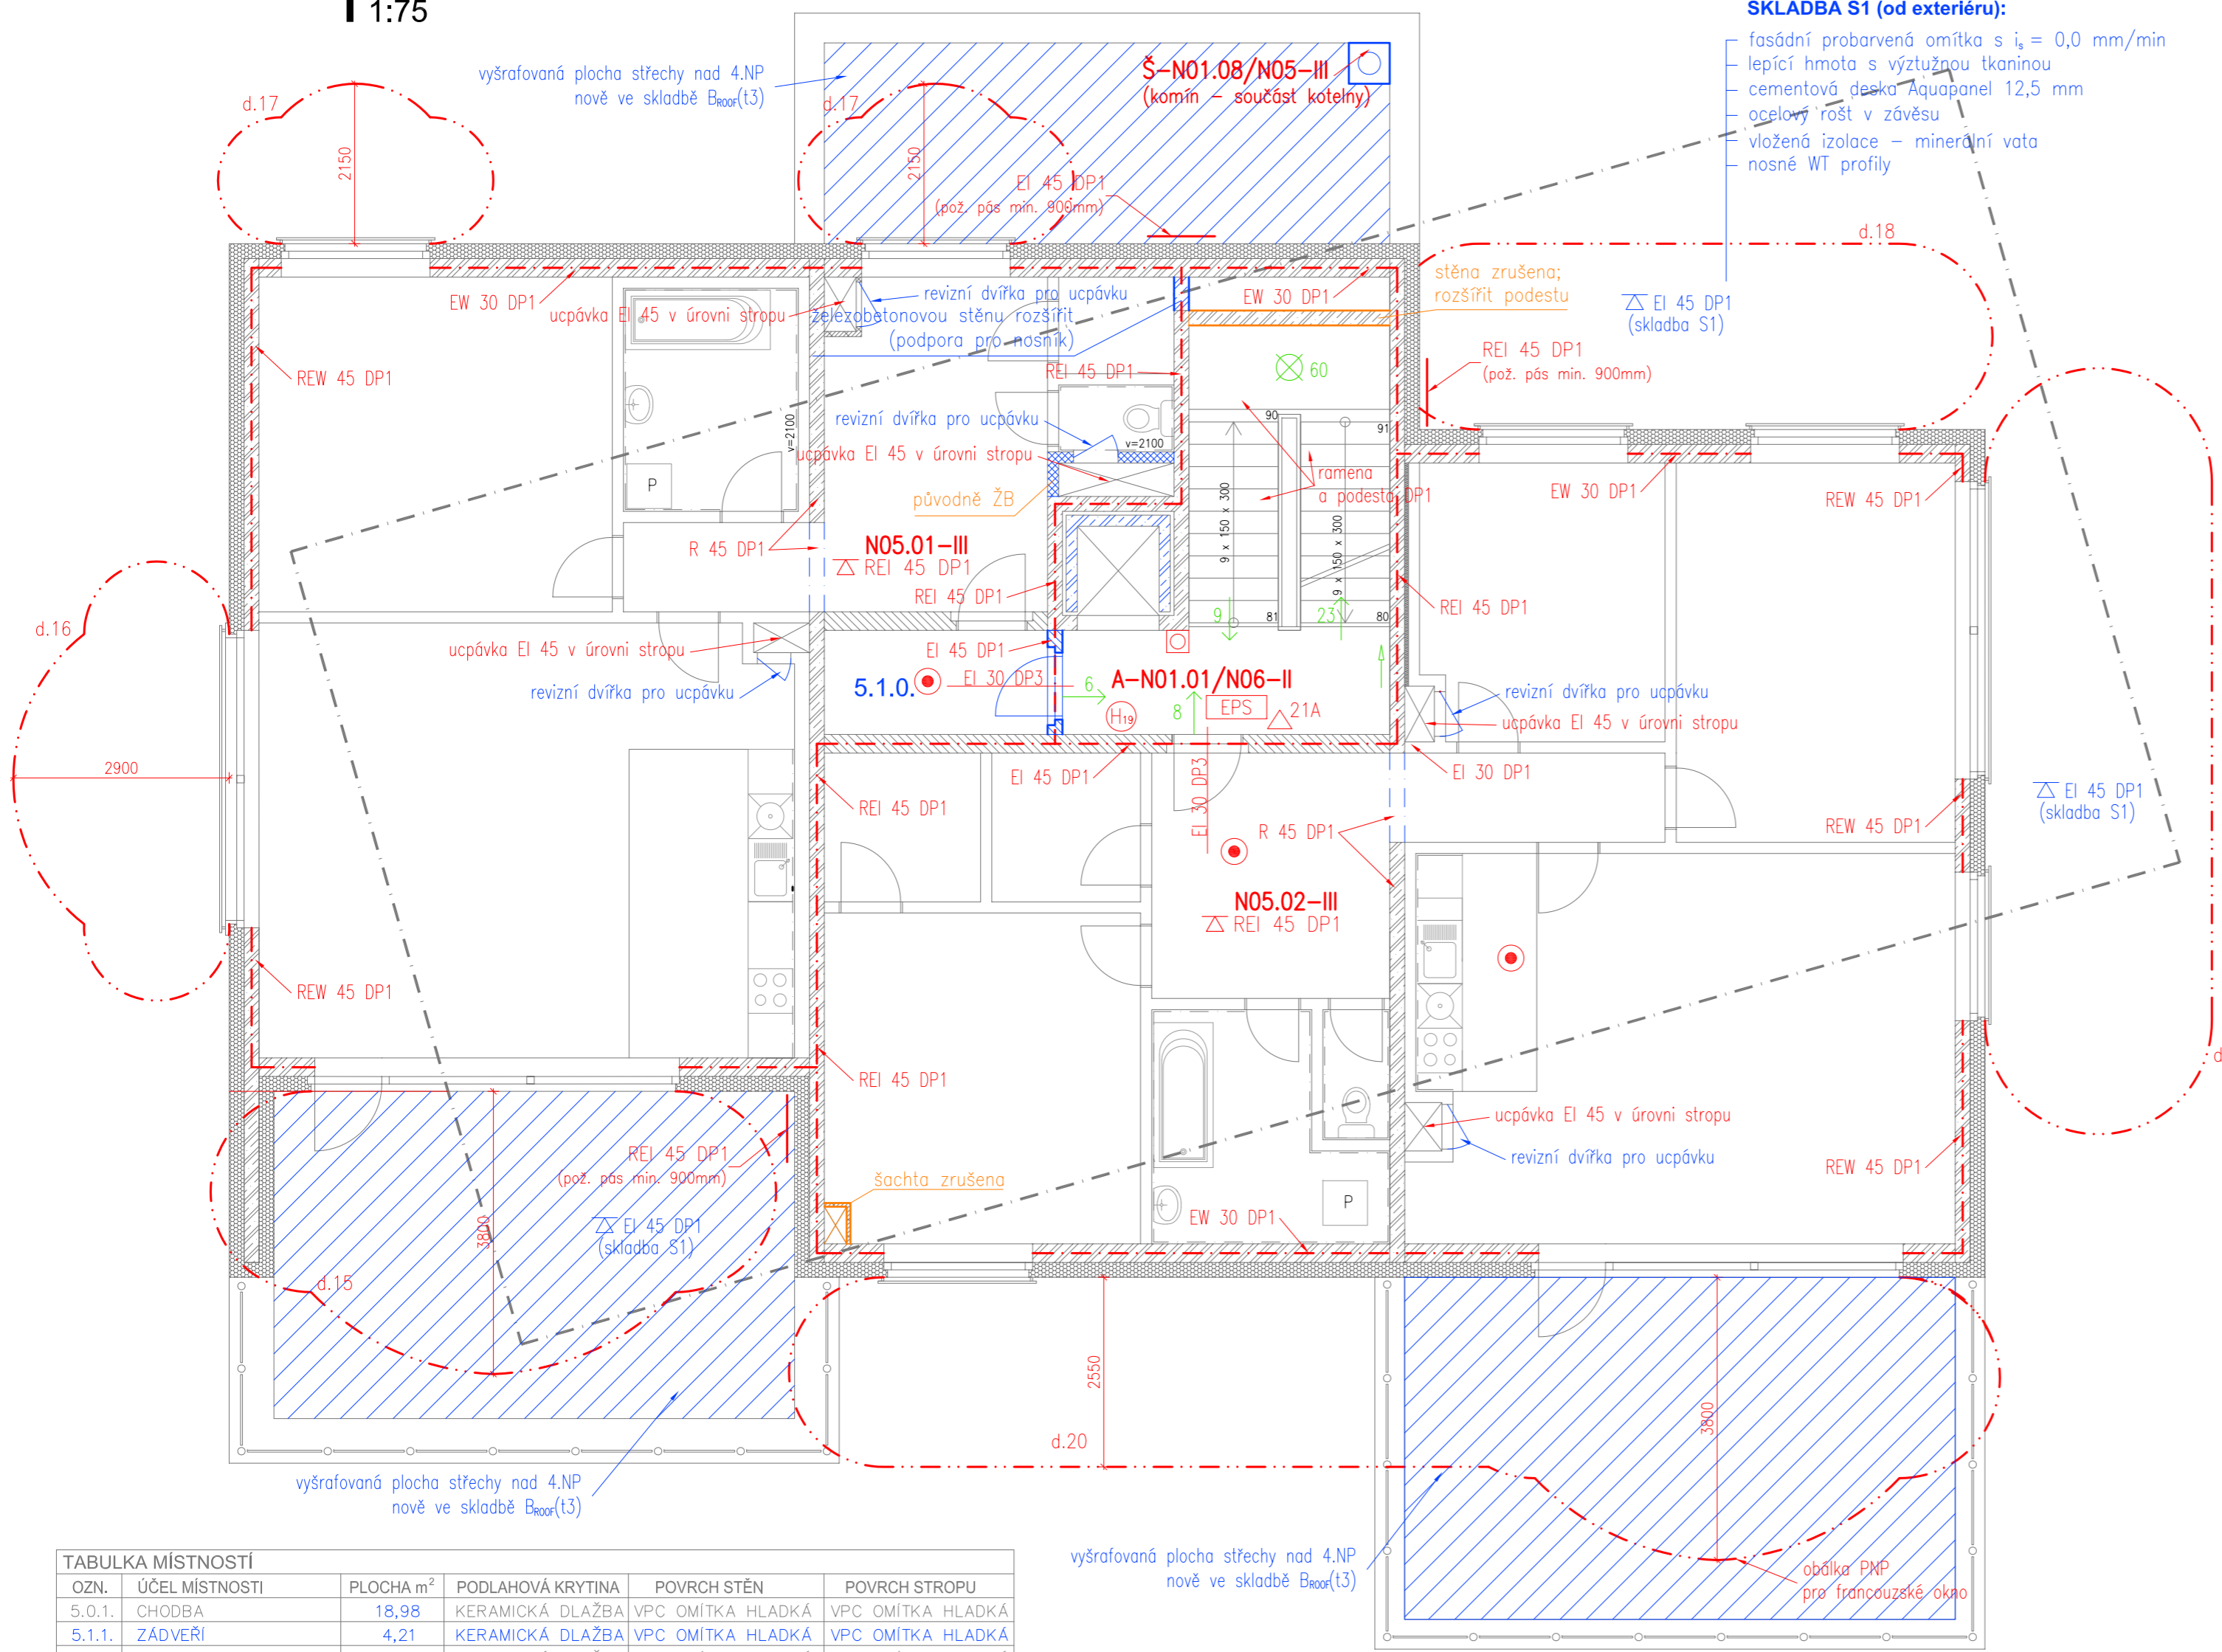 1:75
SKLADBA S1 (od exteriéru):
fasádní probarvená omítka s iₛ = 0,0 mm/min
lepící hmota s výztužnou tkaninou
cementová deska Aquapanel 12,5 mm
ocelový rošt v závěsu
vložená izolace – minerální vata
nosné WT profily
vyšrafovaná plocha střechy nad 4.NP
nově ve skladbě BROOF(t3)
Š–N01.08/N05–III
(komín – součást kotelny)
d.17
d.17
2150
2150
EI 45 DP1
(pož. pás min. 900mm)
d.18
stěna zrušena;
rozšířit podestu
EI 45 DP1
(skladba S1)
EW 30 DP1
ucpávka EI 45 v úrovni stropu
revizní dvířka pro ucpávku
železobetonovou stěnu rozšířit
(podpora pro nosník)
EW 30 DP1
REI 45 DP1
(pož. pás min. 900mm)
REW 45 DP1
REI 45 DP1
60
v=2100
revizní dvířka pro ucpávku
v=2100
ucpávka EI 45 v úrovni stropu
90
91
ramena
a podesta DP1
P
původně ŽB
9 x 150 x 300
9 x 150 x 300
EW 30 DP1
REW 45 DP1
R 45 DP1
N05.01–III
REI 45 DP1
REI 45 DP1
REI 45 DP1
9
81
23
80
d.16
ucpávka EI 45 v úrovni stropu
revizní dvířka pro ucpávku
EI 45 DP1
5.1.0.
EI 30 DP3
6
A–N01.01/N06–II
H19
8
EPS
21A
revizní dvířka pro ucpávku
ucpávka EI 45 v úrovni stropu
2900
EI 45 DP1
EI 30 DP3
EI 30 DP1
REI 45 DP1
R 45 DP1
REW 45 DP1
EI 45 DP1
(skladba S1)
N05.02–III
REI 45 DP1
REW 45 DP1
REI 45 DP1
d
ucpávka EI 45 v úrovni stropu
revizní dvířka pro ucpávku
REW 45 DP1
REI 45 DP1
(pož. pás min. 900mm)
šachta zrušena
P
EW 30 DP1
3800
EI 45 DP1
(skladba S1)
d.15
2550
3800
d.20
vyšrafovaná plocha střechy nad 4.NP
nově ve skladbě BROOF(t3)
vyšrafovaná plocha střechy nad 4.NP
nově ve skladbě BROOF(t3)
obálka PNP
pro francouzské okno
TABULKA MÍSTNOSTÍ
OZN. ÚČEL MÍSTNOSTI PLOCHA m² PODLAHOVÁ KRYTINA POVRCH STĚN POVRCH STROPU
5.0.1. CHODBA 18,98 KERAMICKÁ DLAŽBA VPC OMÍTKA HLADKÁ VPC OMÍTKA HLADKÁ
5.1.1. ZÁDVEŘÍ 4,21 KERAMICKÁ DLAŽBA VPC OMÍTKA HLADKÁ VPC OMÍTKA HLADKÁ